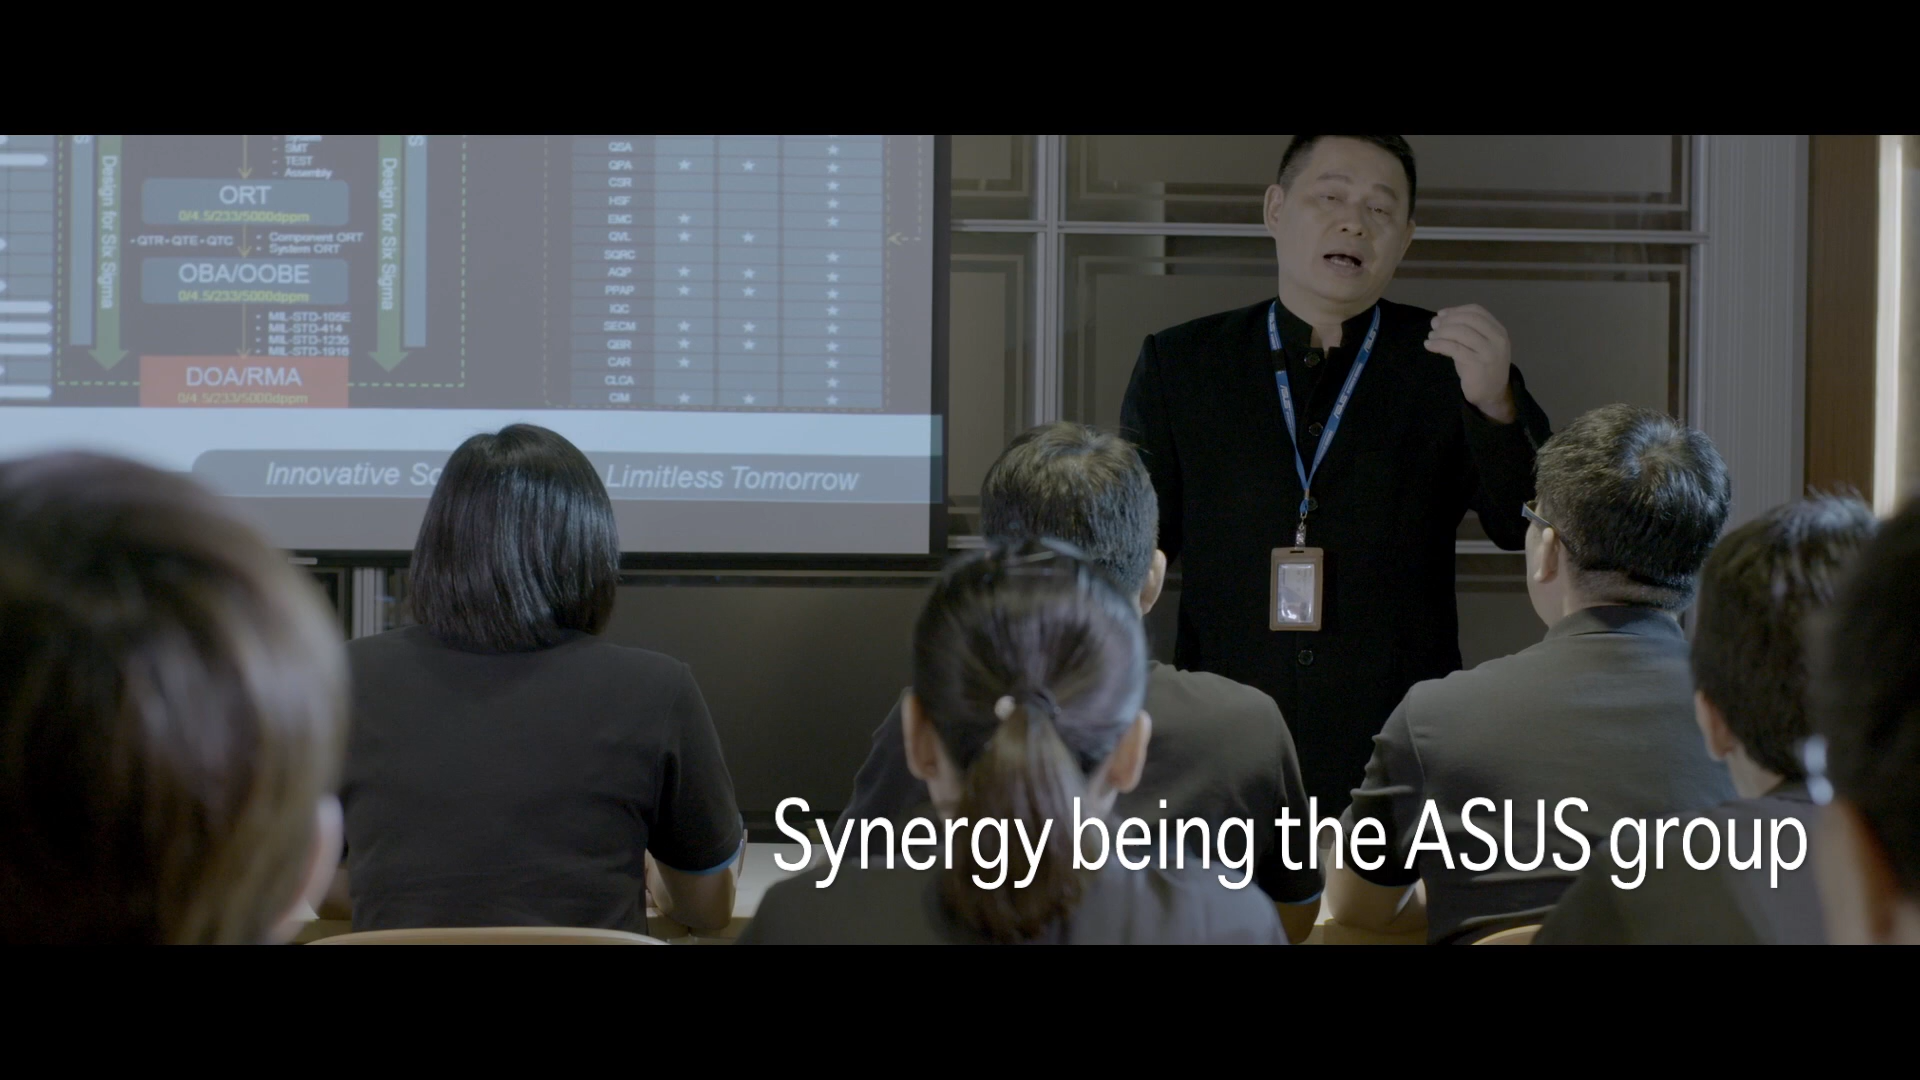 SMT
TEST
Assembly
ORT
0/4.5/233/5000dppm
QTR QTE QTC
Component ORT
System ORT
OBA/OOBE
0/4.5/233/5000dppm
MIL-STD-105E
MIL-STD-414
MIL-STD-1235
MIL-STD-1916
DOA/RMA
0/4.5/233/5000dppm
Design for Six Sigma
Design for Six Sigma
QSA ★
QPA ★ ★ ★
CSR ★
HSF ★
EMC ★ ★
QVL ★ ★
SQRC ★
AQP ★ ★ ★
PPAP ★ ★ ★
IQC ★
SECM ★ ★ ★
QBR ★ ★ ★
CAR ★ ★
CLCA ★
CIM ★ ★ ★
Innovative Limitless Tomorrow
ASUS
Synergy being the ASUS group